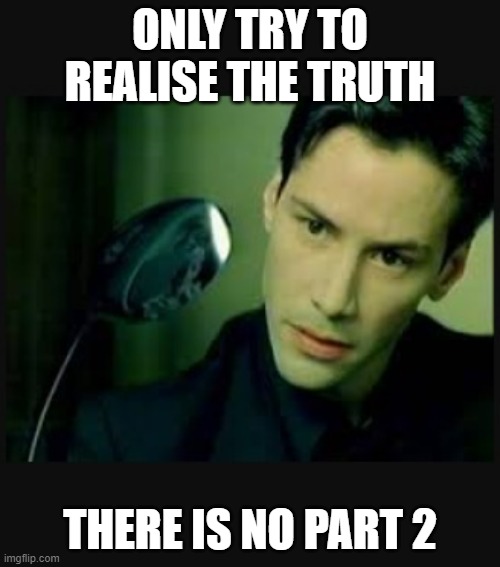 ONLY TRY TO
REALISE THE TRUTH
THERE IS NO PART 2
imgflip.com